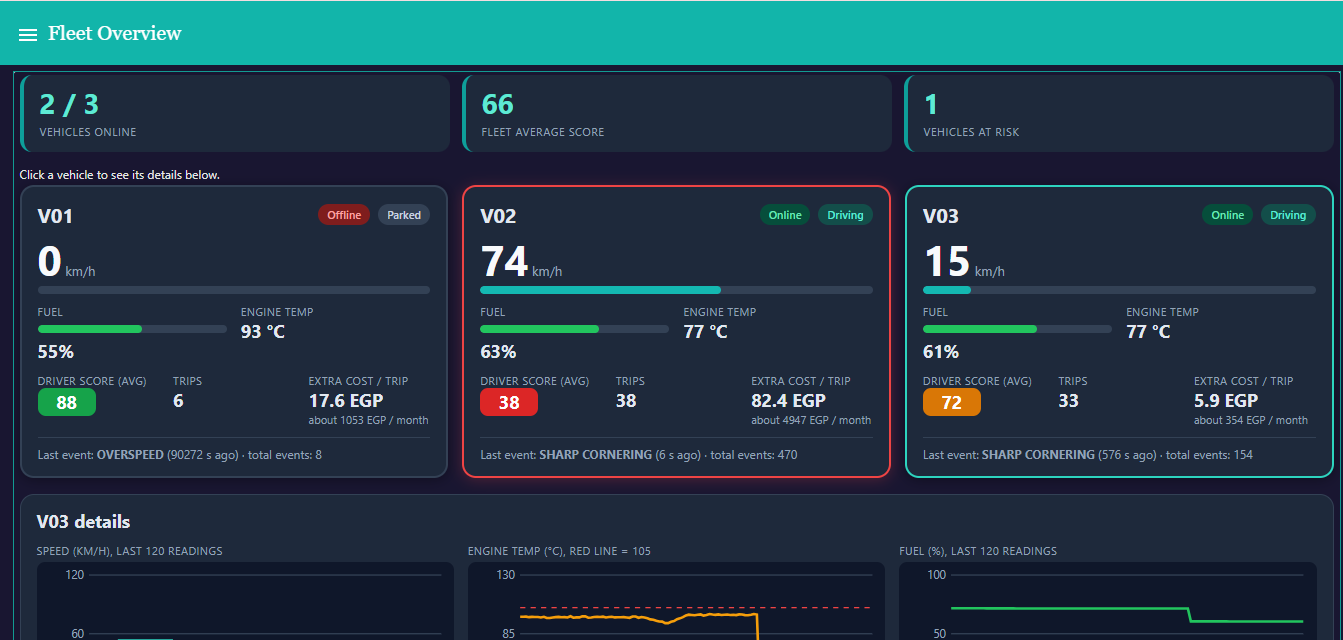 Fleet Overview
2 / 3
VEHICLES ONLINE
66
FLEET AVERAGE SCORE
1
VEHICLES AT RISK
Click a vehicle to see its details below.
V01 Offline Parked
0 km/h
FUEL ENGINE TEMP
93 °C
55%
DRIVER SCORE (AVG) TRIPS EXTRA COST / TRIP
88 6 17.6 EGP
about 1053 EGP / month
Last event: OVERSPEED (90272 s ago) · total events: 8
V02 Online Driving
74 km/h
FUEL ENGINE TEMP
77 °C
63%
DRIVER SCORE (AVG) TRIPS EXTRA COST / TRIP
38 38 82.4 EGP
about 4947 EGP / month
Last event: SHARP CORNERING (6 s ago) · total events: 470
V03 Online Driving
15 km/h
FUEL ENGINE TEMP
77 °C
61%
DRIVER SCORE (AVG) TRIPS EXTRA COST / TRIP
72 33 5.9 EGP
about 354 EGP / month
Last event: SHARP CORNERING (576 s ago) · total events: 154
V03 details
SPEED (KM/H), LAST 120 READINGS
120
60
ENGINE TEMP (°C), RED LINE = 105
130
85
FUEL (%), LAST 120 READINGS
100
50